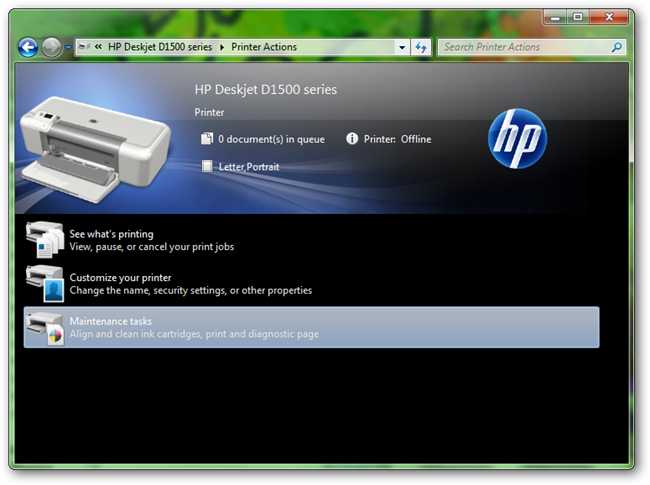 « HP Deskjet D1500 series Printer Actions Search Printer Actions
HP Deskjet D1500 series
Printer
0 document(s) in queue Printer: Offline
Letter,Portrait
hp
See what's printing
View, pause, or cancel your print jobs
Customize your printer
Change the name, security settings, or other properties
Maintenance tasks
Align and clean ink cartridges, print and diagnostic page